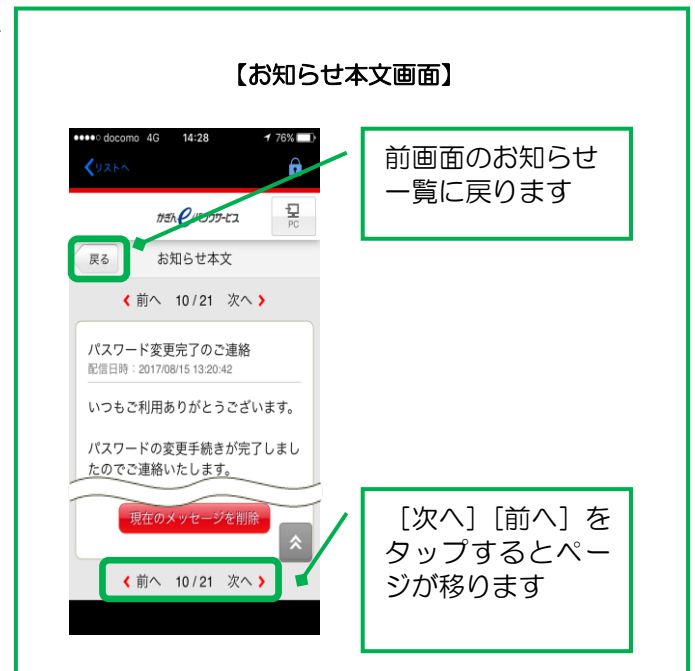 【お知らせ本文画面】
docomo 4G 14:28 76%
リストへ
かぎんeバンクサービス
PC
戻る お知らせ本文
前へ 10/21 次へ
パスワード変更完了のご連絡
配信日時：2017/08/15 13:20:42
いつもご利用ありがとうございます。
パスワードの変更手続きが完了しまし
たのでご連絡いたします。
現在のメッセージを削除
前へ 10/21 次へ
前画面のお知らせ
一覧に戻ります
［次へ］［前へ］を
タップするとペー
ジが移ります